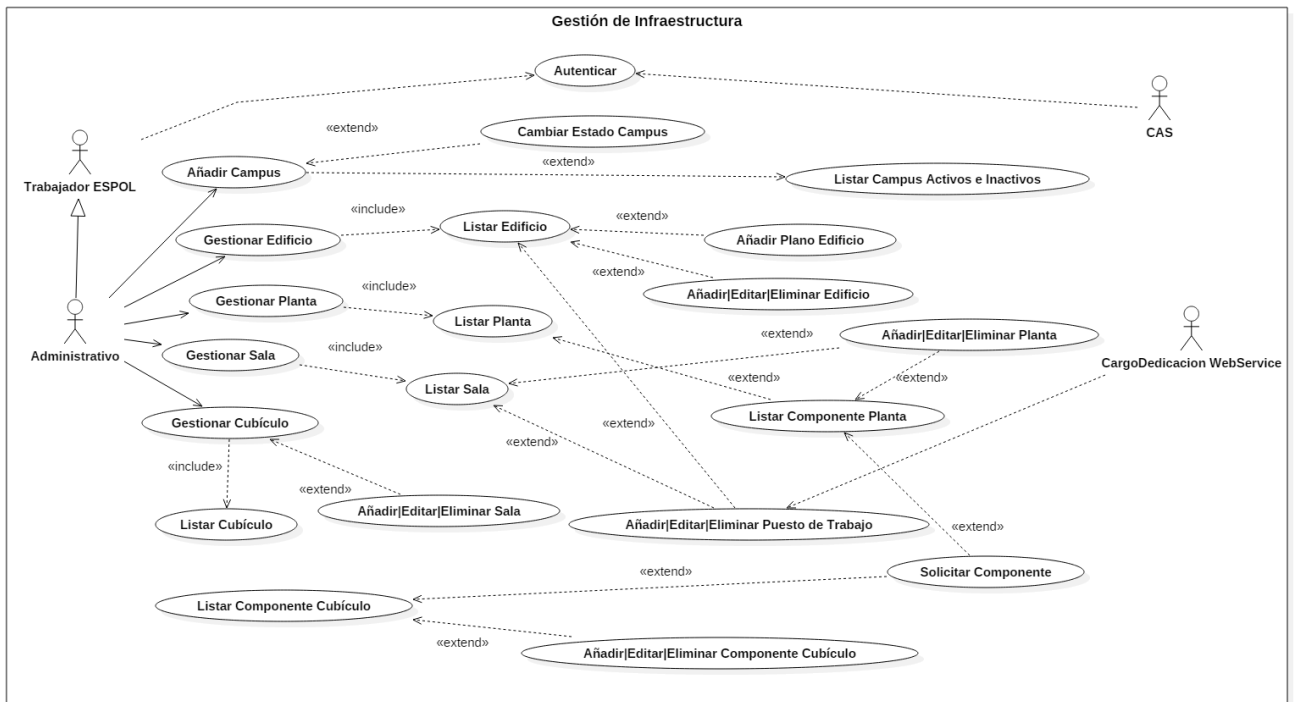 Gestión de Infraestructura
Autenticar
CAS
«extend»
Cambiar Estado Campus
Trabajador ESPOL
Añadir Campus
«extend»
Listar Campus Activos e Inactivos
«include»
Listar Edificio
«extend»
Gestionar Edificio
Añadir Plano Edificio
«extend»
Añadir|Editar|Eliminar Edificio
Gestionar Planta
«include»
Listar Planta
«extend»
Añadir|Editar|Eliminar Planta
Administrativo
Gestionar Sala
«include»
CargoDedicacion WebService
Listar Sala
«extend»
«extend»
Listar Componente Planta
Gestionar Cubículo
«extend»
«extend»
«include»
«extend»
Añadir|Editar|Eliminar Sala
Listar Cubículo
Añadir|Editar|Eliminar Puesto de Trabajo
«extend»
«extend»
Solicitar Componente
Listar Componente Cubículo
«extend»
Añadir|Editar|Eliminar Componente Cubículo